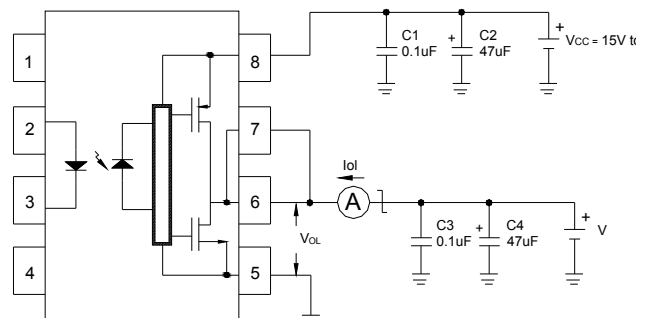 1
2
3
4
8
7
6
5
VOL
Iol
A
C1
0.1uF
+
C2
47uF
+
VCC = 15V to
C3
0.1uF
+
C4
47uF
+
V